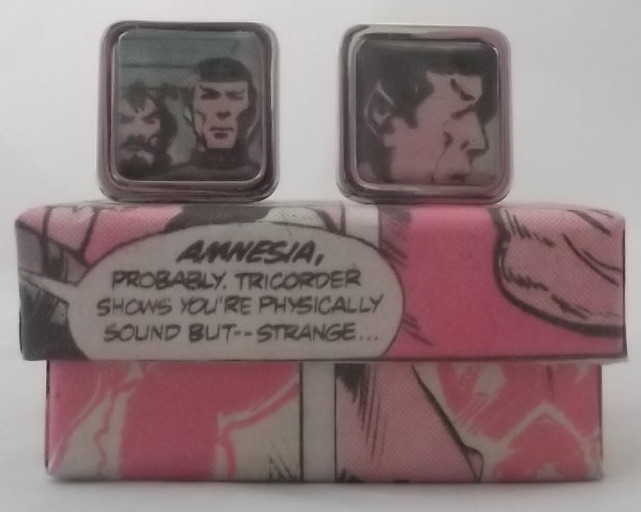 AMNESIA,
PROBABLY. TRICORDER
SHOWS YOU'RE PHYSICALLY
SOUND BUT--STRANGE...